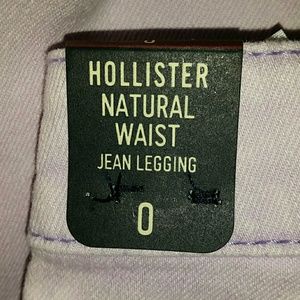 HOLLISTER
NATURAL
WAIST
JEAN LEGGING
0